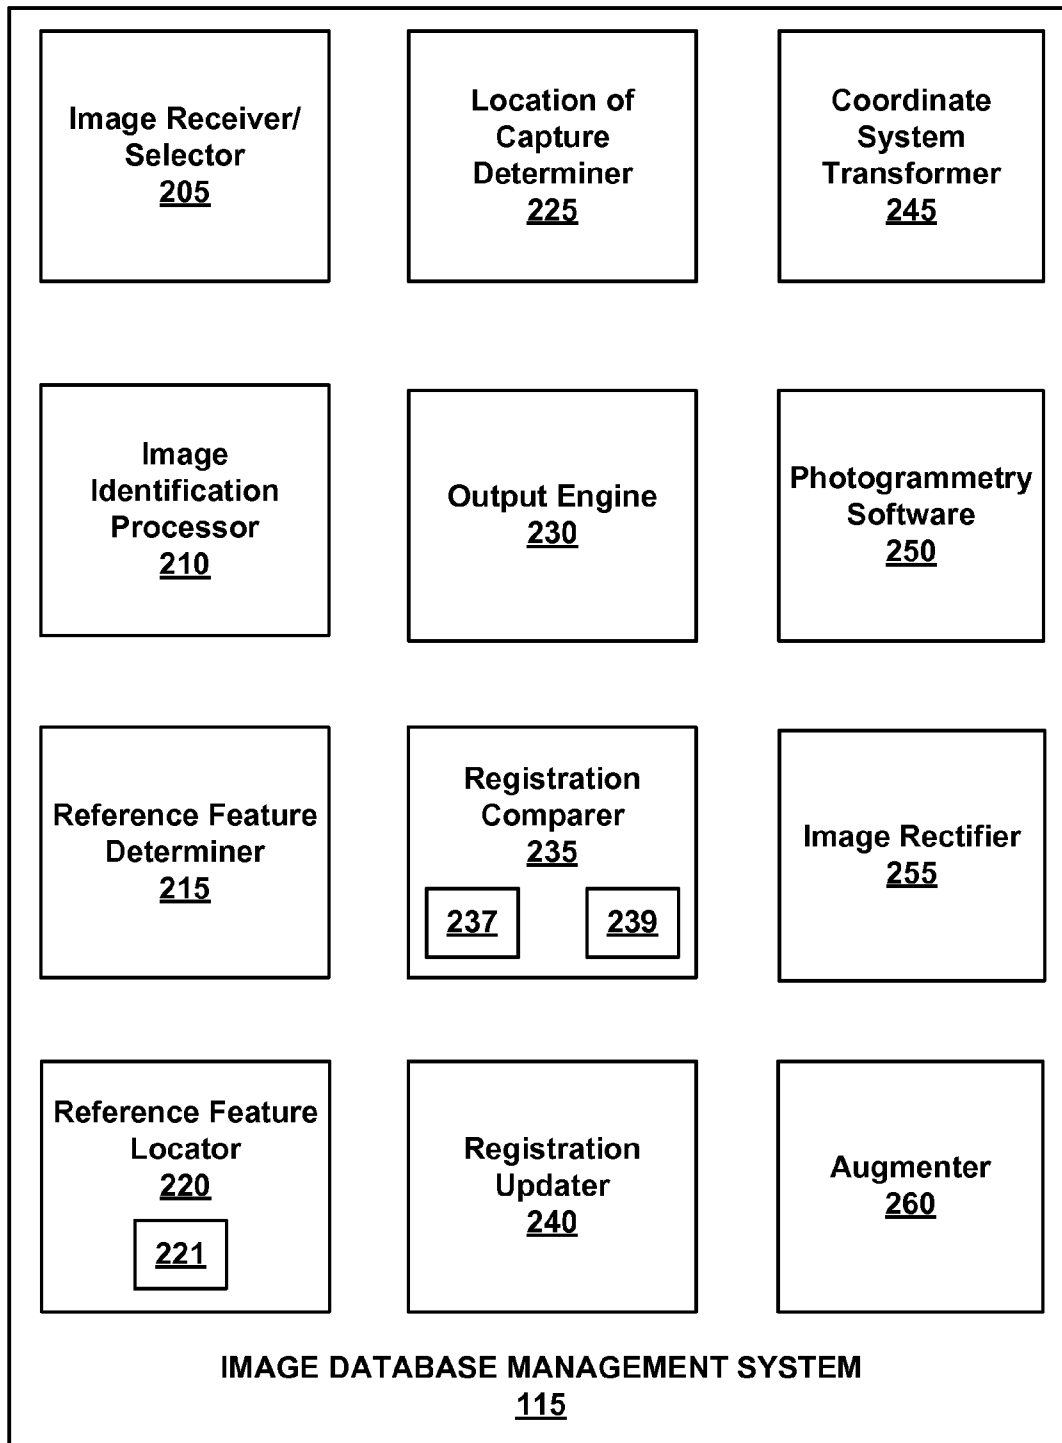 Image Receiver/
Selector
205
Location of
Capture
Determiner
225
Coordinate
System
Transformer
245
Image
Identification
Processor
210
Output Engine
230
Photogrammetry
Software
250
Reference Feature
Determiner
215
Registration
Comparer
235
237
239
Image Rectifier
255
Reference Feature
Locator
220
221
Registration
Updater
240
Augmenter
260
IMAGE DATABASE MANAGEMENT SYSTEM
115